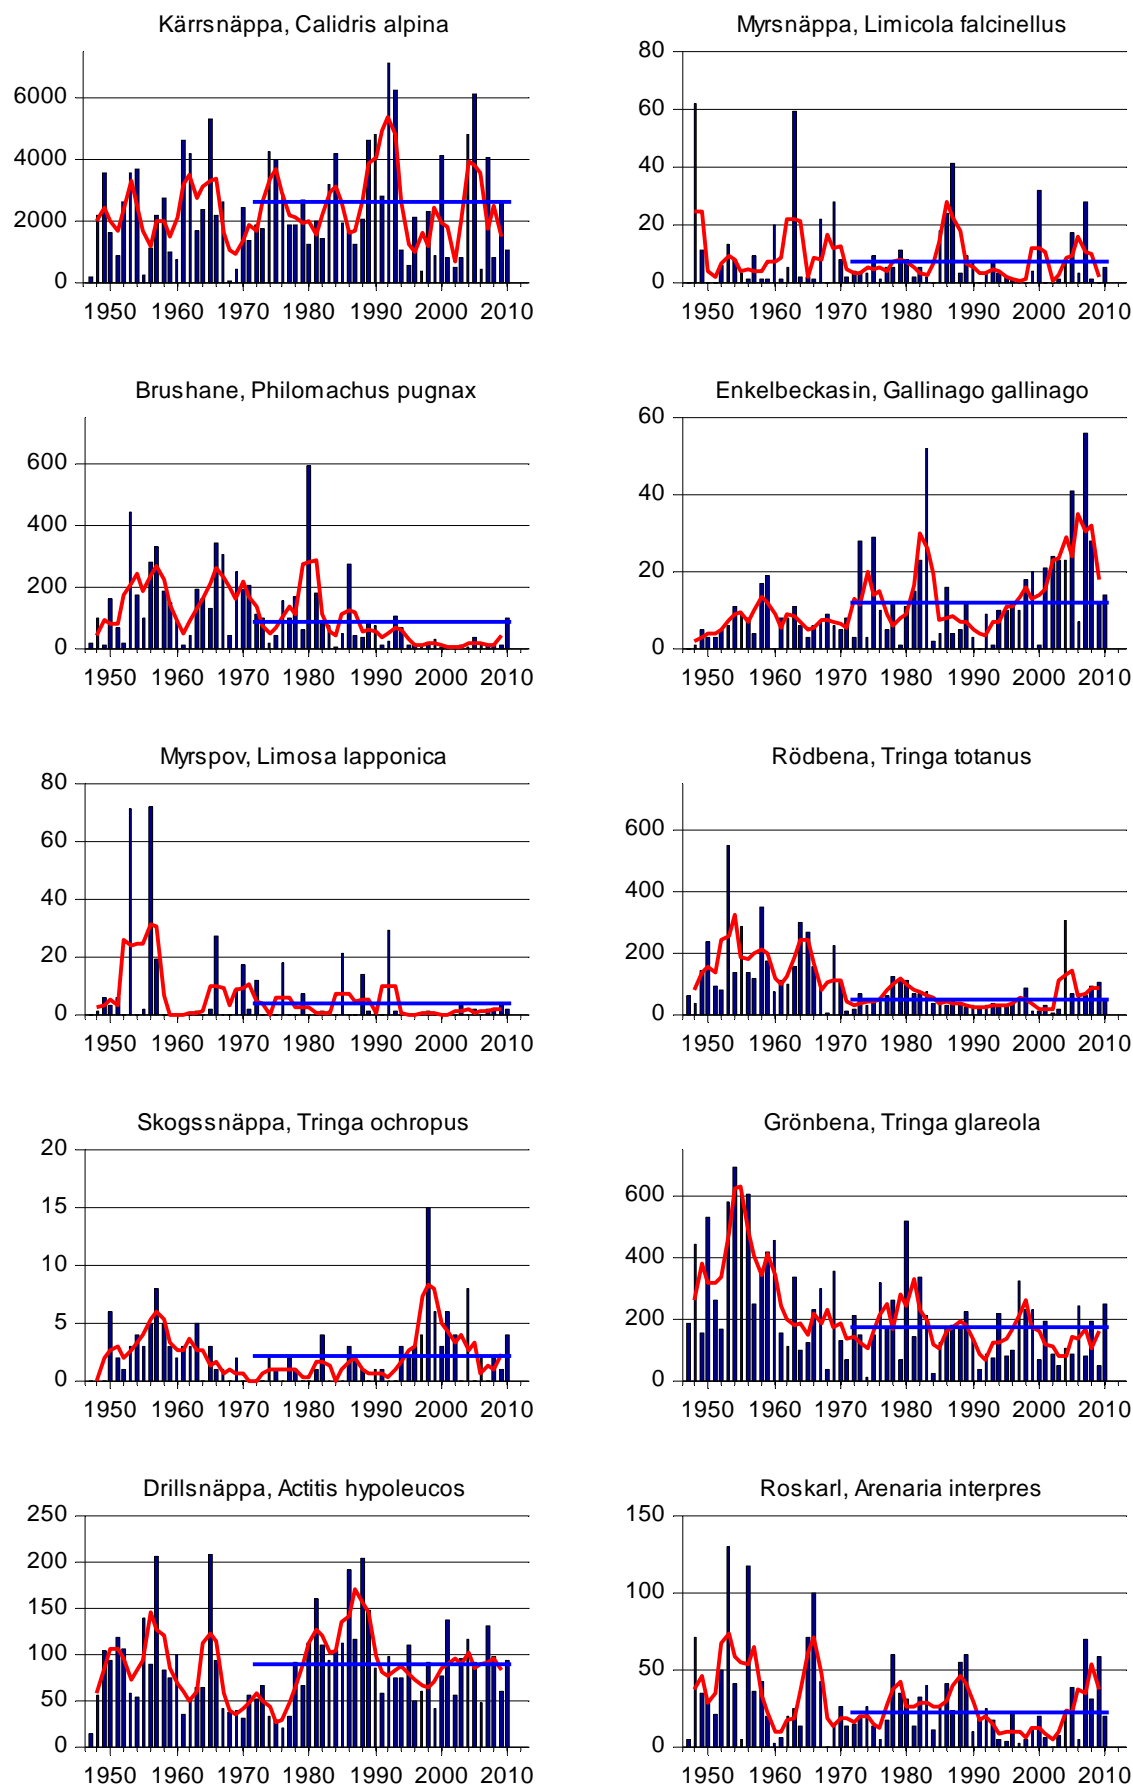 Kärrsnäppa, Calidris alpina
6000
4000
2000
0
1950 1960 1970 1980 1990 2000 2010
Myrsnäppa, Limicola falcinellus
80
60
40
20
0
1950 1960 1970 1980 1990 2000 2010
Brushane, Philomachus pugnax
600
400
200
0
1950 1960 1970 1980 1990 2000 2010
Enkelbeckasin, Gallinago gallinago
60
40
20
0
1950 1960 1970 1980 1990 2000 2010
Myrspov, Limosa lapponica
80
60
40
20
0
1950 1960 1970 1980 1990 2000 2010
Rödbena, Tringa totanus
600
400
200
0
1950 1960 1970 1980 1990 2000 2010
Skogssnäppa, Tringa ochropus
20
15
10
5
0
1950 1960 1970 1980 1990 2000 2010
Grönbena, Tringa glareola
600
400
200
0
1950 1960 1970 1980 1990 2000 2010
Drillsnäppa, Actitis hypoleucos
250
200
150
100
50
0
1950 1960 1970 1980 1990 2000 2010
Roskarl, Arenaria interpres
150
100
50
0
1950 1960 1970 1980 1990 2000 2010